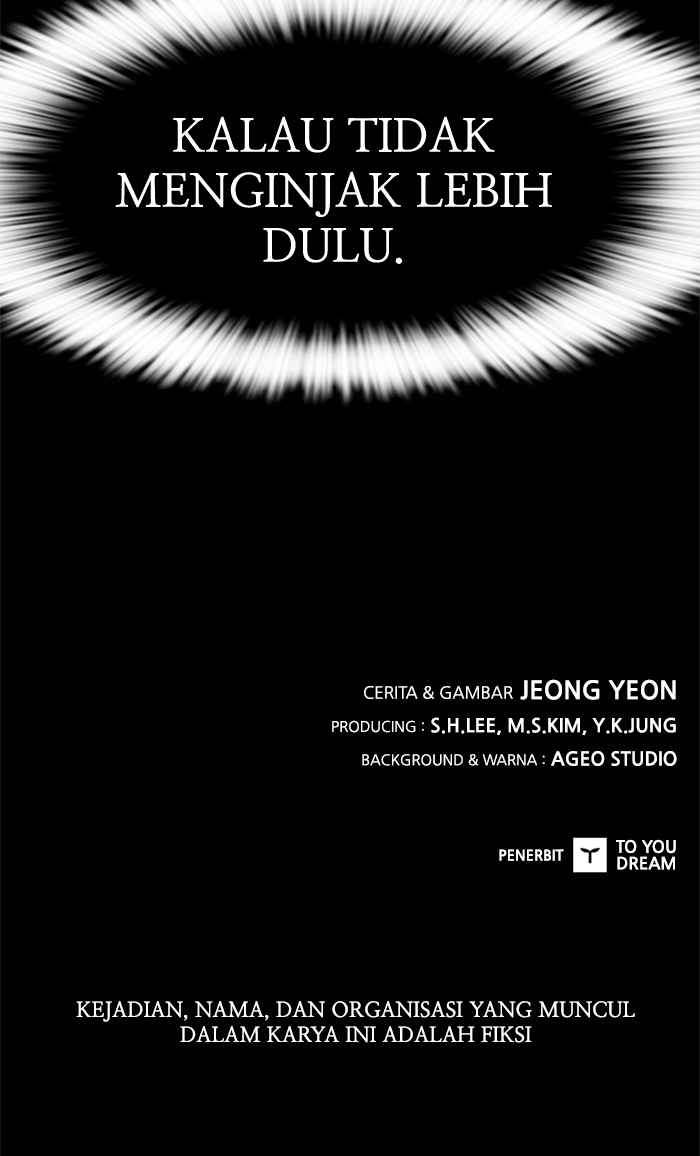 KALAU TIDAK
MENGINJAK LEBIH
DULU.
CERITA & GAMBAR JEONG YEON
PRODUCING : S.H.LEE, M.S.KIM, Y.K.JUNG
BACKGROUND & WARNA : AGEO STUDIO
PENERBIT TO YOU
DREAM
KEJADIAN, NAMA, DAN ORGANISASI YANG MUNCUL
DALAM KARYA INI ADALAH FIKSI